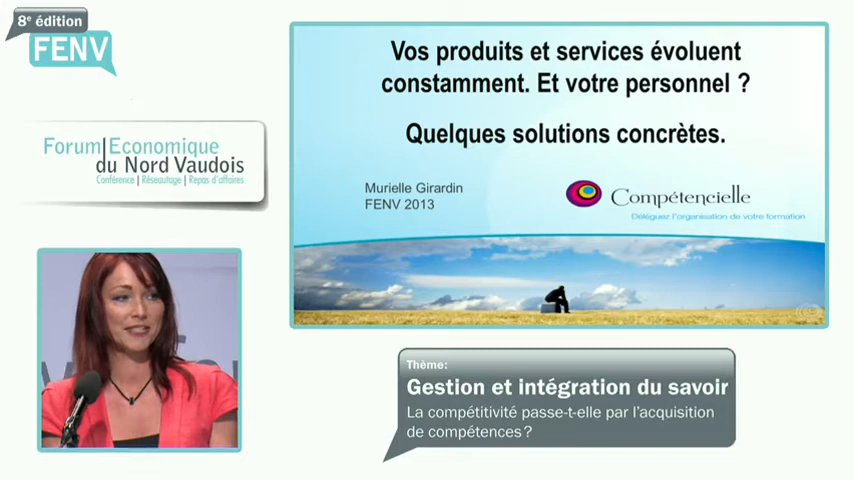 8e édition
FENV
Forum|Economique
du Nord Vaudois
Conférence | Réseautage | Repas d'affaires
Vos produits et services évoluent
constamment. Et votre personnel ?
Quelques solutions concrètes.
Murielle Girardin
FENV 2013
Compétencielle
Déléguez l'organisation de votre formation
Thème:
Gestion et intégration du savoir
La compétitivité passe-t-elle par l'acquisition
de compétences ?